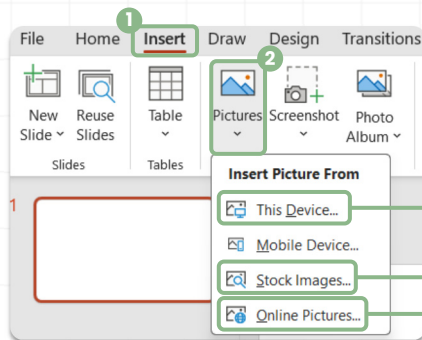 1
File Home Insert Draw Design Transitions
2
New Reuse Table Pictures Screenshot Photo
Slide Slides Album
Slides Tables
Insert Picture From
1
This Device...
Mobile Device...
Stock Images...
Online Pictures...